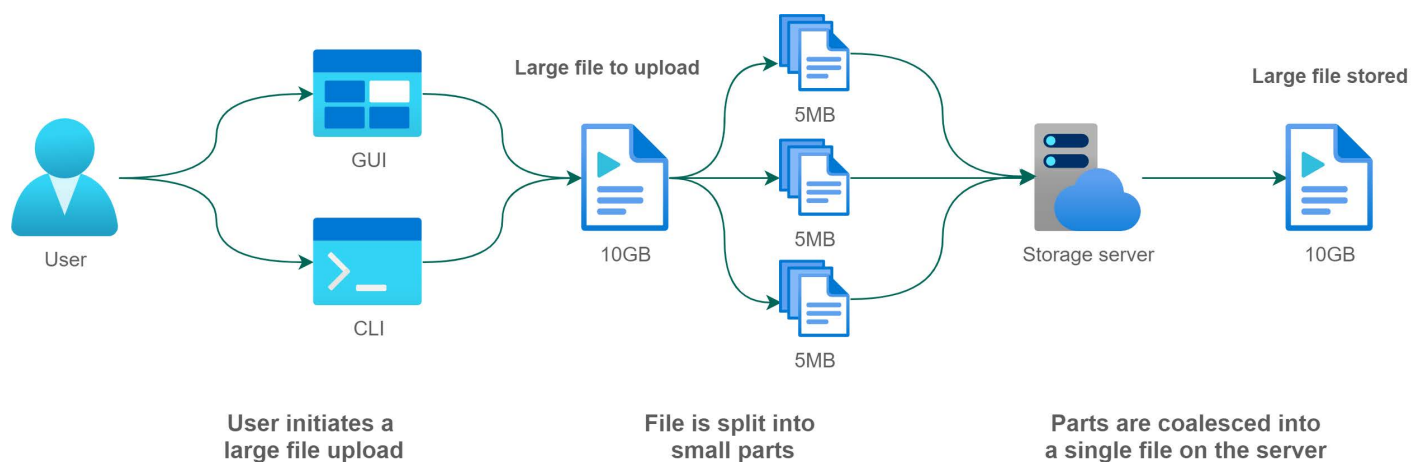 Large file to upload
Large file stored
5MB
GUI
5MB
User
10GB
Storage server
10GB
CLI
5MB
User initiates a
large file upload
File is split into
small parts
Parts are coalesced into
a single file on the server